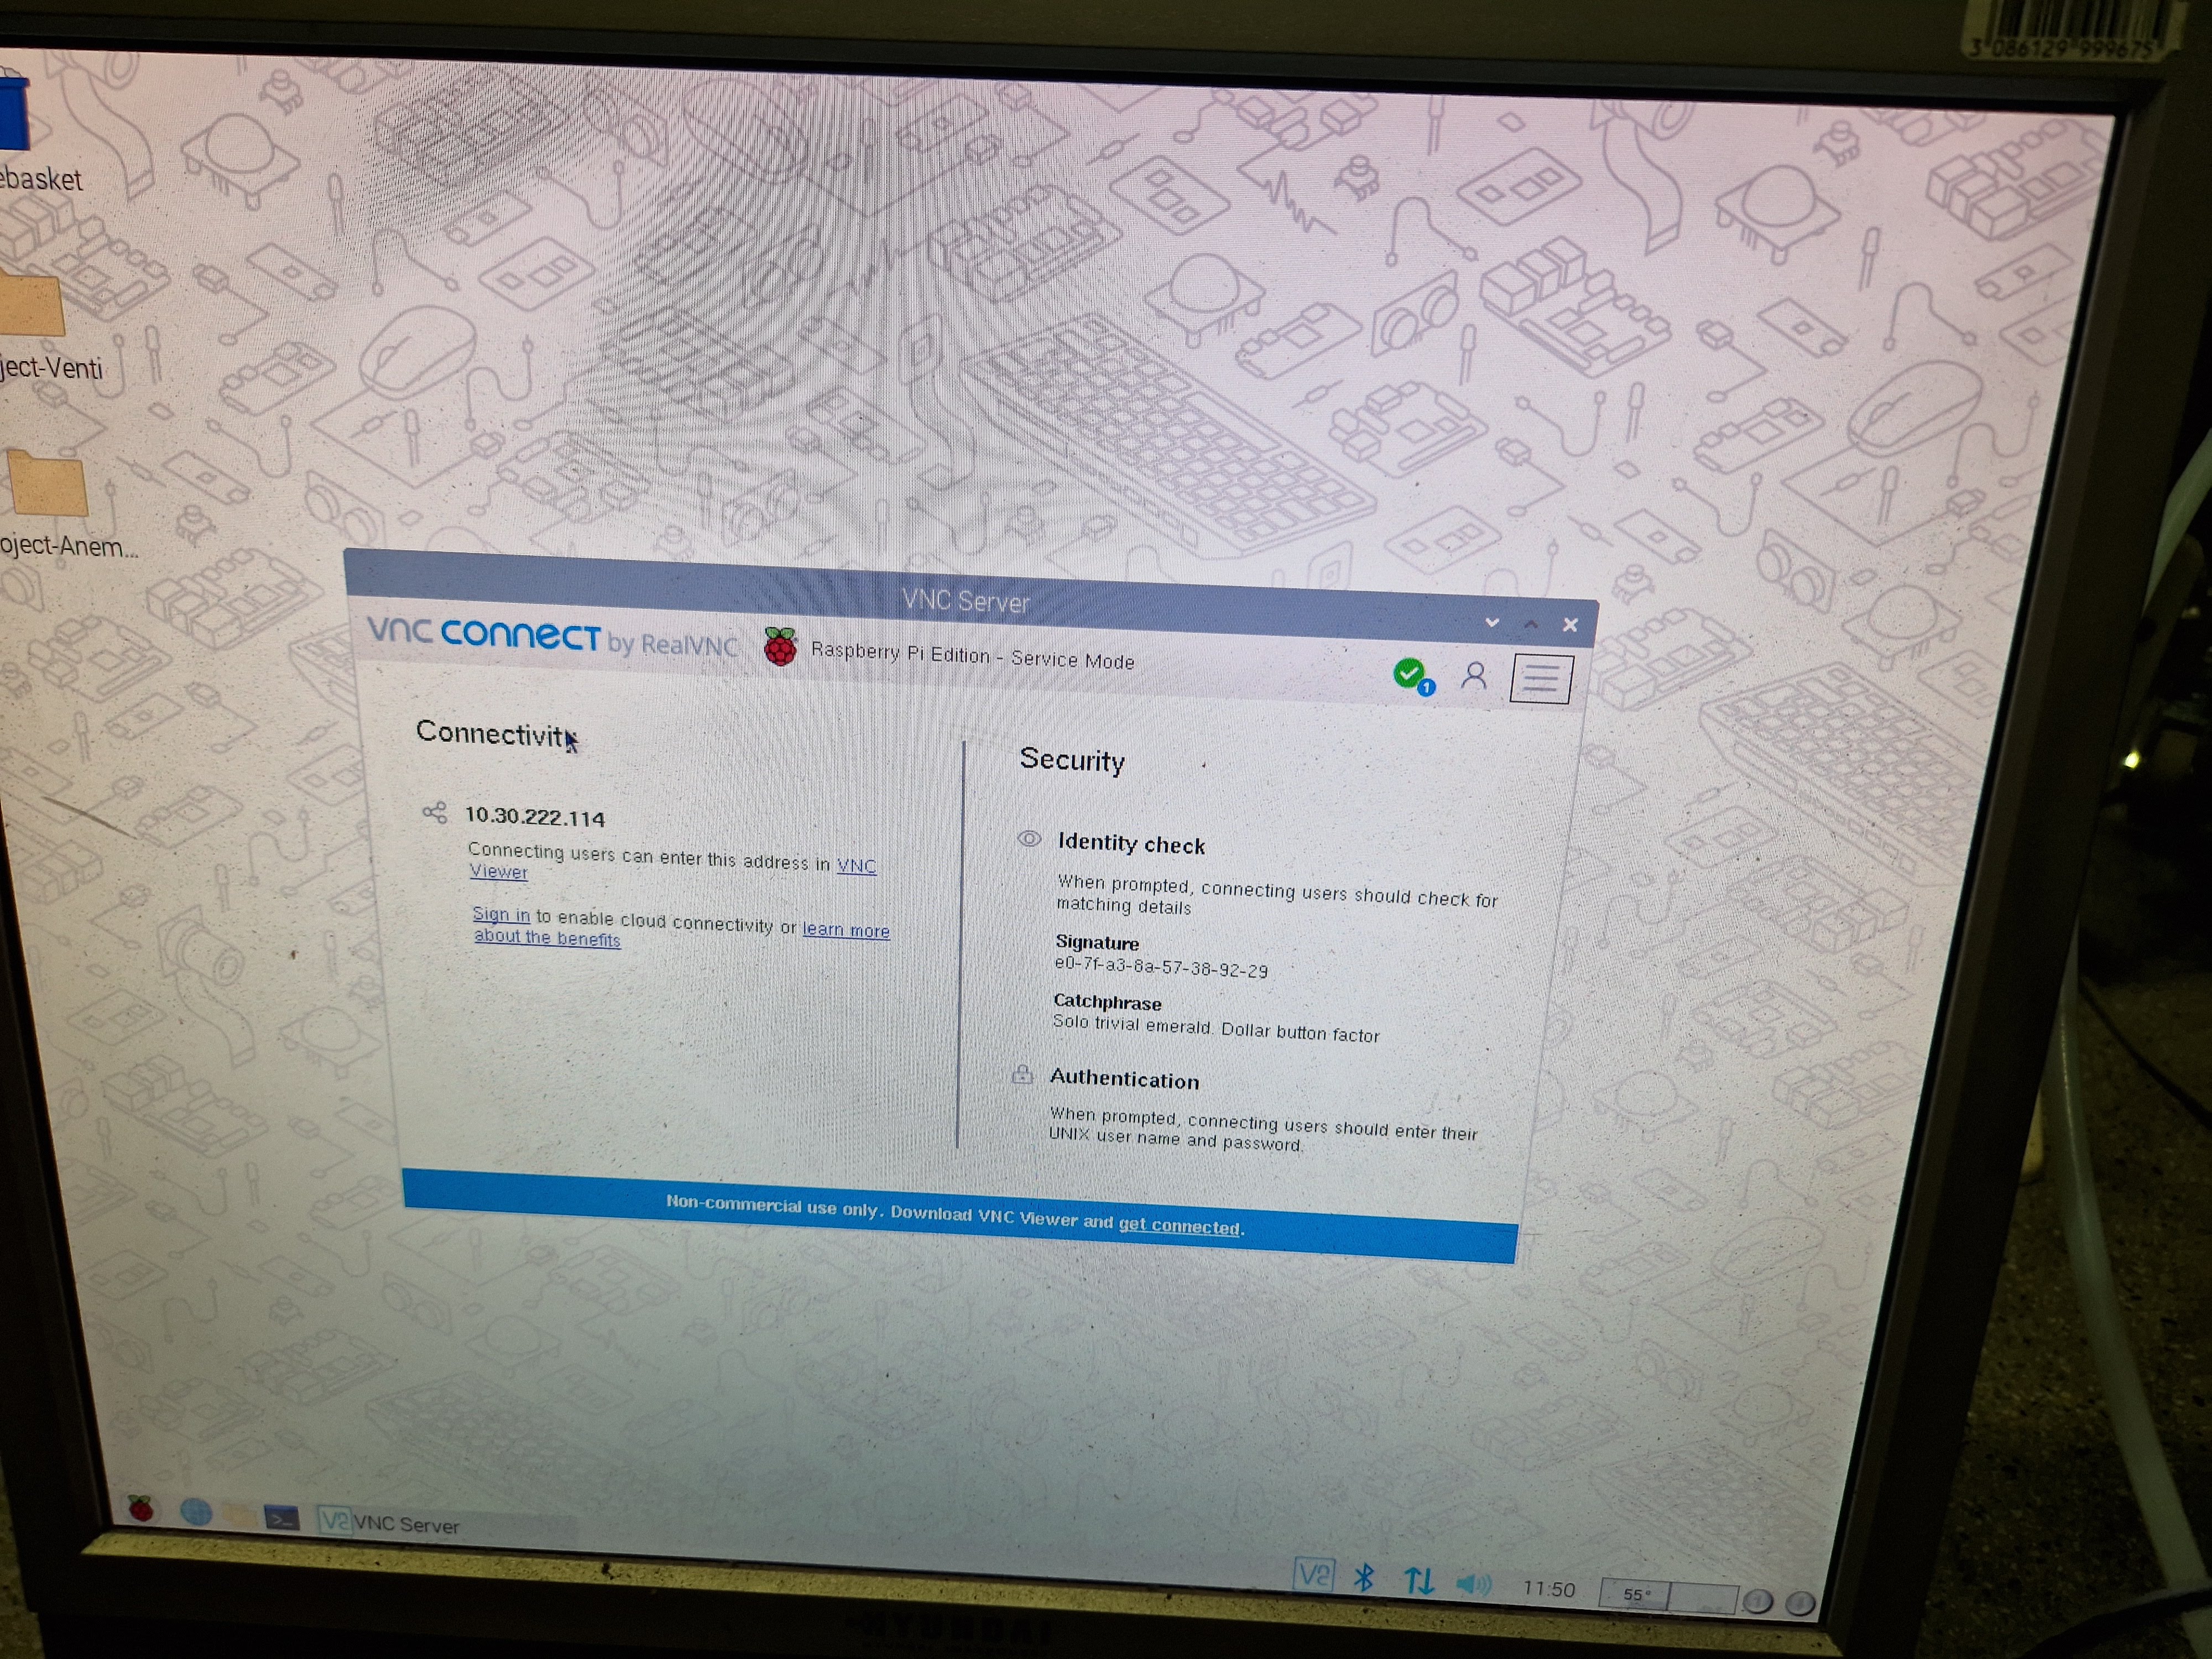 3 086129 999675
ebasket
ject-Venti
oject-Anem...
VNC Server
vnc connect by RealVNC
Raspberry Pi Edition - Service Mode
1
Connectivity
10.30.222.114
Connecting users can enter this address in VNC
Viewer
Sign in to enable cloud connectivity or learn more
about the benefits
Security
Identity check
When prompted, connecting users should check for
matching details
Signature
e0-7f-a3-8a-57-38-92-29
Catchphrase
Solo trivial emerald. Dollar button factor
Authentication
When prompted, connecting users should enter their
UNIX user name and password.
Non-commercial use only. Download VNC Viewer and get connected.
VNC Server
11:50
55°
HYUNDAI